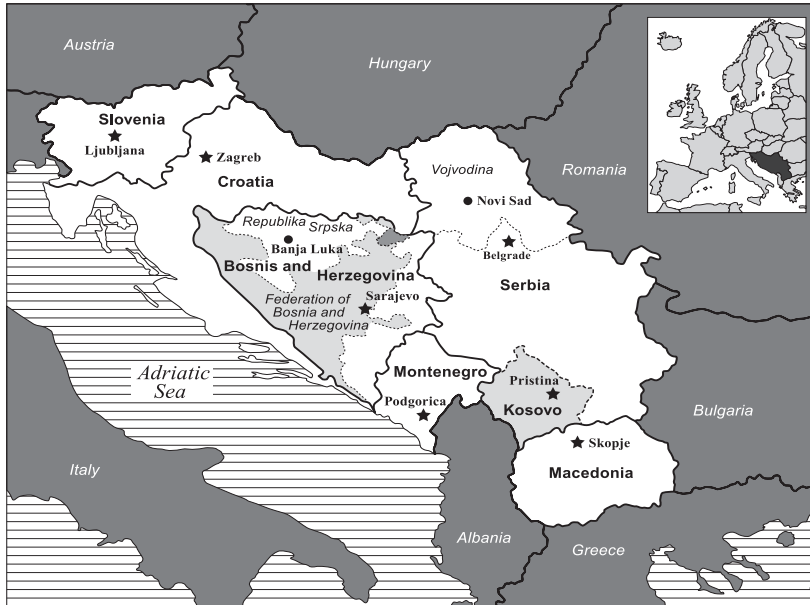 Austria
Hungary
Slovenia
Ljubljana
Zagreb
Croatia
Vojvodina
Romania
Novi Sad
Republika Srpska
Banja Luka
Belgrade
Bosnis and Herzegovina
Serbia
Sarajevo
Federation of
Bosnia and
Herzegovina
Adriatic
Sea
Montenegro
Pristina
Podgorica
Kosovo
Bulgaria
Skopje
Macedonia
Italy
Albania
Greece